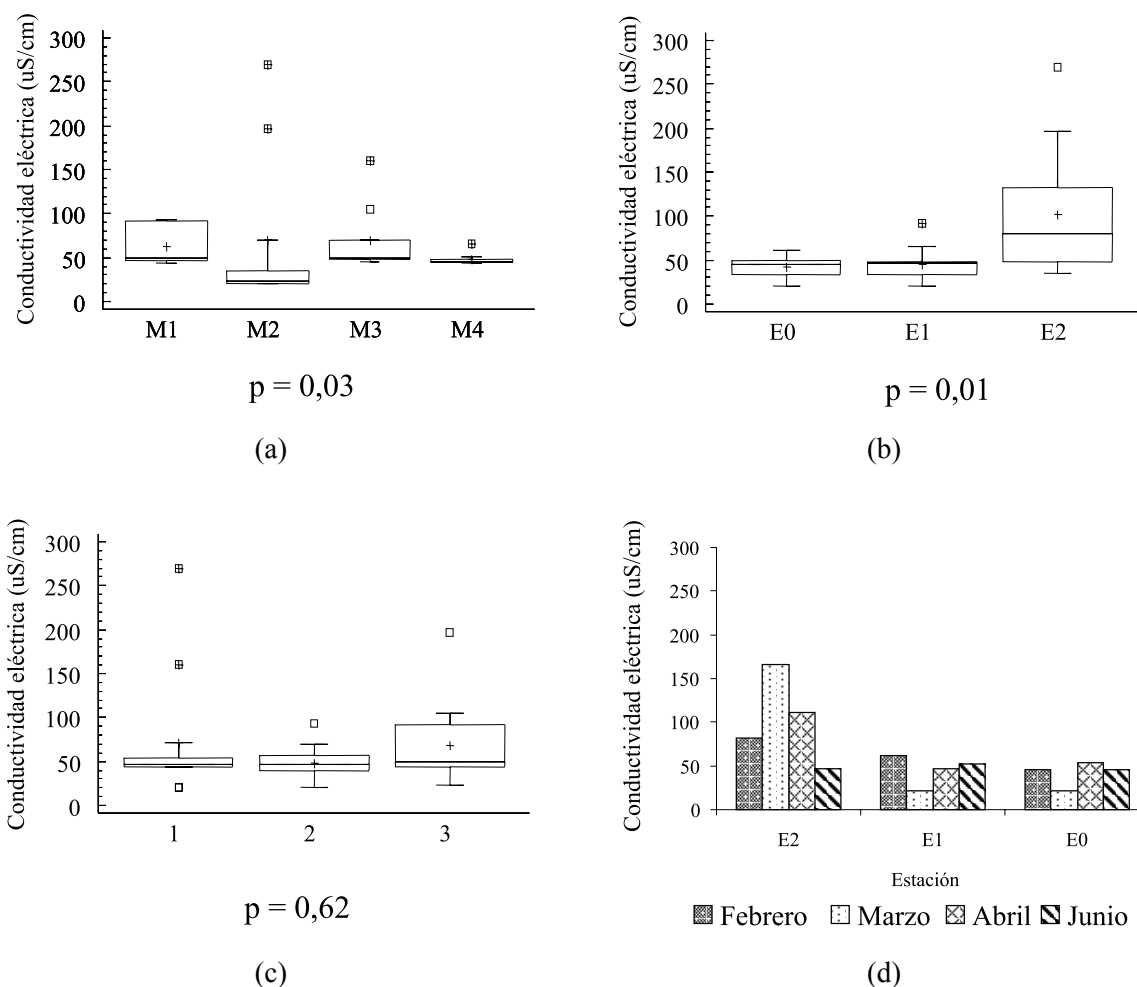 Conductividad eléctrica (uS/cm)
300
250
200
150
100
50
0
M1 M2 M3 M4
p = 0,03
(a)
Conductividad eléctrica (uS/cm)
300
250
200
150
100
50
0
E0 E1 E2
p = 0,01
(b)
Conductividad eléctrica (uS/cm)
300
250
200
150
100
50
0
1 2 3
p = 0,62
(c)
Conductividad eléctrica (uS/cm)
300
250
200
150
100
50
0
E2 E1 E0
Estación
Febrero Marzo Abril Junio
(d)